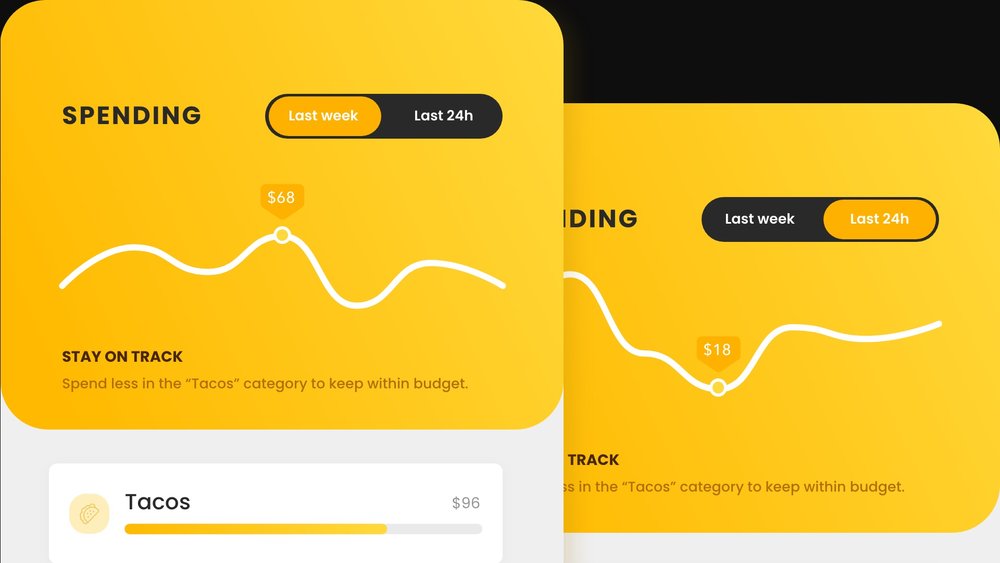 SPENDING
Last week
Last 24h
$68
STAY ON TRACK
Spend less in the “Tacos” category to keep within budget.
Tacos
$96
NDING
Last week
Last 24h
$18
TRACK
ss in the “Tacos” category to keep within budget.